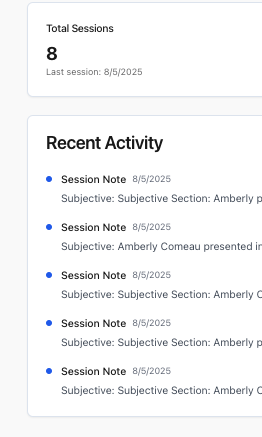 Total Sessions
8
Last session: 8/5/2025
Recent Activity
Session Note 8/5/2025
Subjective: Subjective Section: Amberly p
Session Note 8/5/2025
Subjective: Amberly Comeau presented in
Session Note 8/5/2025
Subjective: Subjective Section: Amberly C
Session Note 8/5/2025
Subjective: Subjective Section: Amberly p
Session Note 8/5/2025
Subjective: Subjective Section: Amberly C